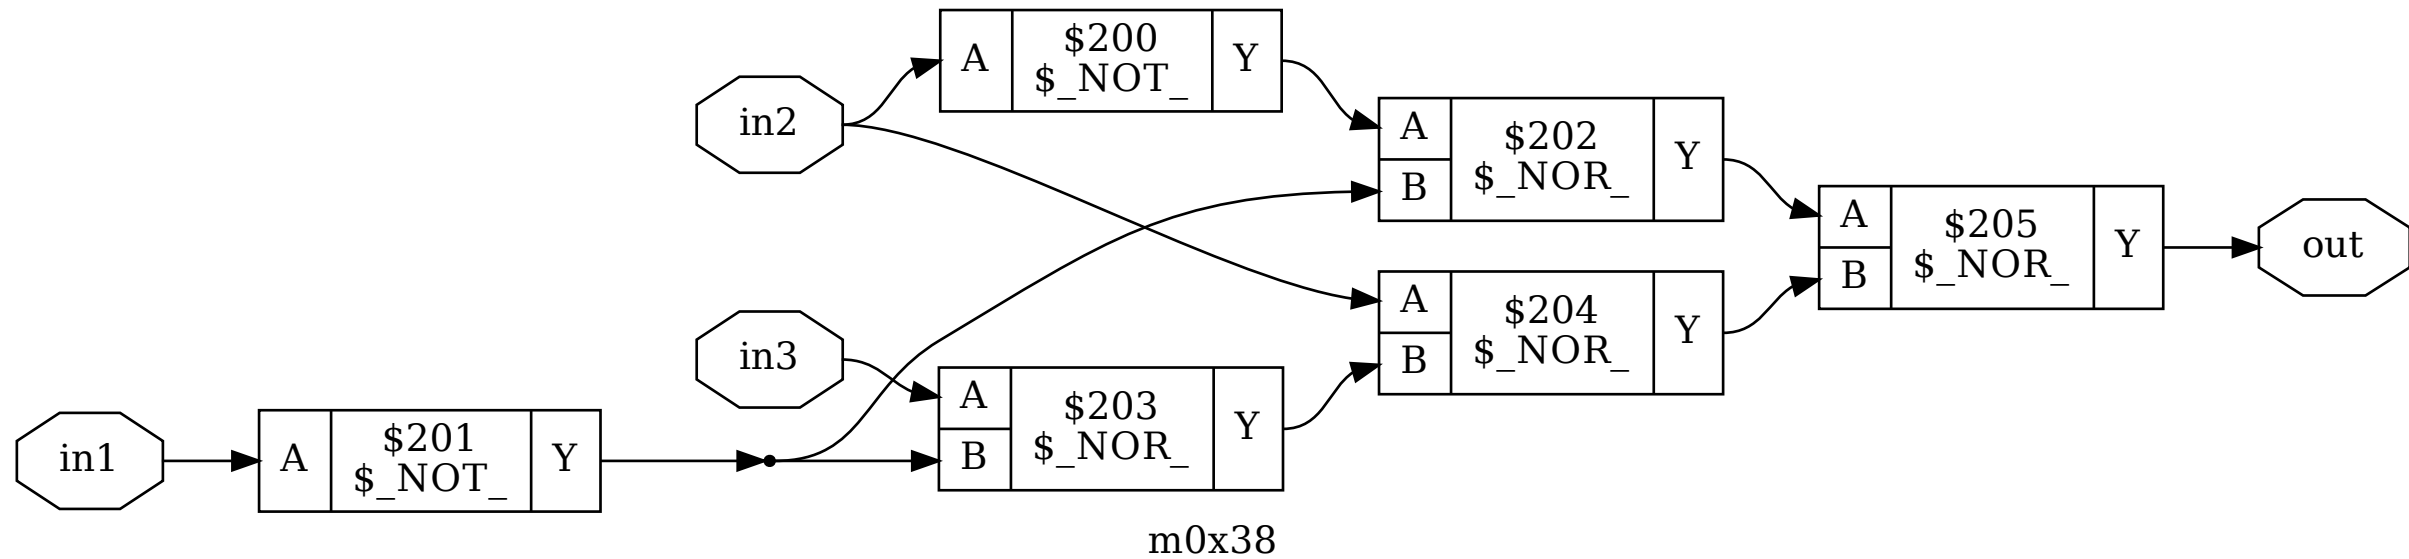 in2
A
$200
$_NOT_
Y
A
B
$202
$_NOR_
Y
in3
in1
A
$201
$_NOT_
Y
A
B
$203
$_NOR_
Y
A
B
$204
$_NOR_
Y
A
B
$205
$_NOR_
Y
out
m0x38